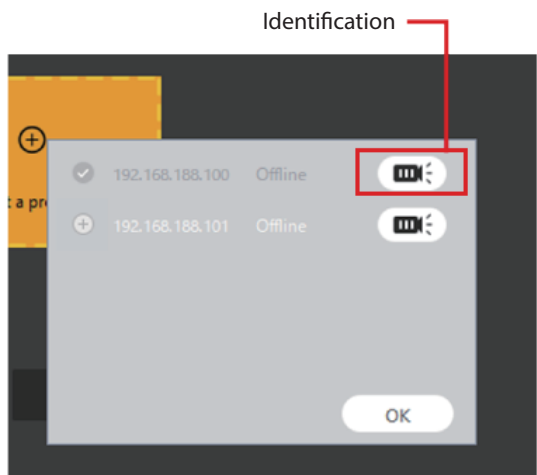 Identification
192.168.188.100 Offline
t a pr
192.168.188.101 Offline
OK